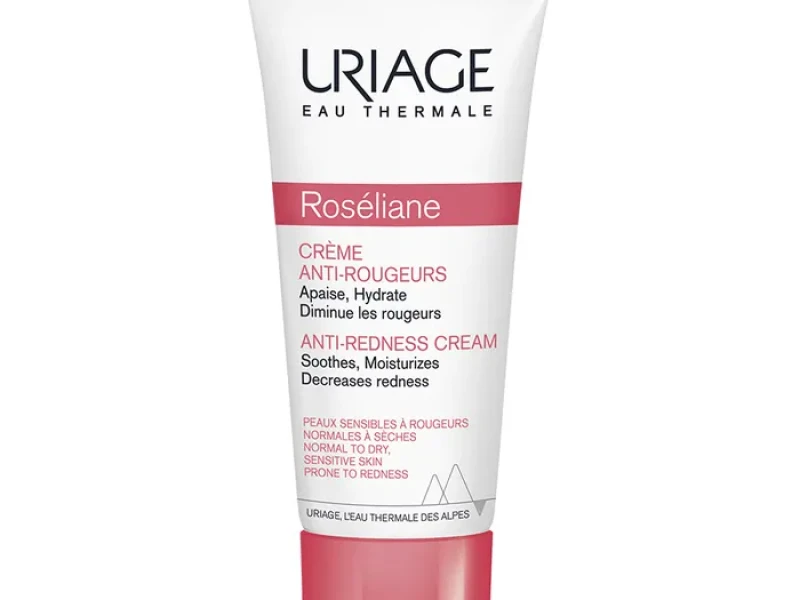 URIAGE
EAU THERMALE
Roséliane
CRÈME
ANTI-ROUGEURS
Apaise, Hydrate
Diminue les rougeurs
ANTI-REDNESS CREAM
Soothes, Moisturizes
Decreases redness
PEAUX SENSIBLES À ROUGEURS
NORMALES À SÈCHES
NORMAL TO DRY,
SENSITIVE SKIN
PRONE TO REDNESS
URIAGE, L'EAU THERMALE DES ALPES